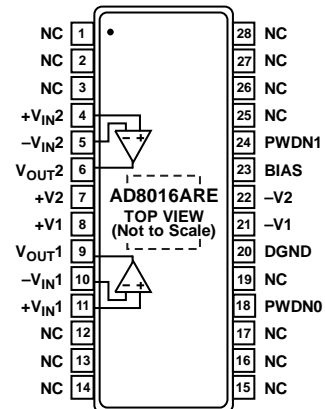 NC 1 28 NC
NC 2 27 NC
NC 3 26 NC
+VIN2 4 25 NC
–VIN2 5 – + 24 PWDN1
VOUT2 6 23 BIAS
+V2 7 AD8016ARE 22 –V2
+V1 8 TOP VIEW 21 –V1
(Not to Scale)
VOUT1 9 20 DGND
–VIN1 10 – + 19 NC
+VIN1 11 18 PWDN0
NC 12 17 NC
NC 13 16 NC
NC 14 15 NC